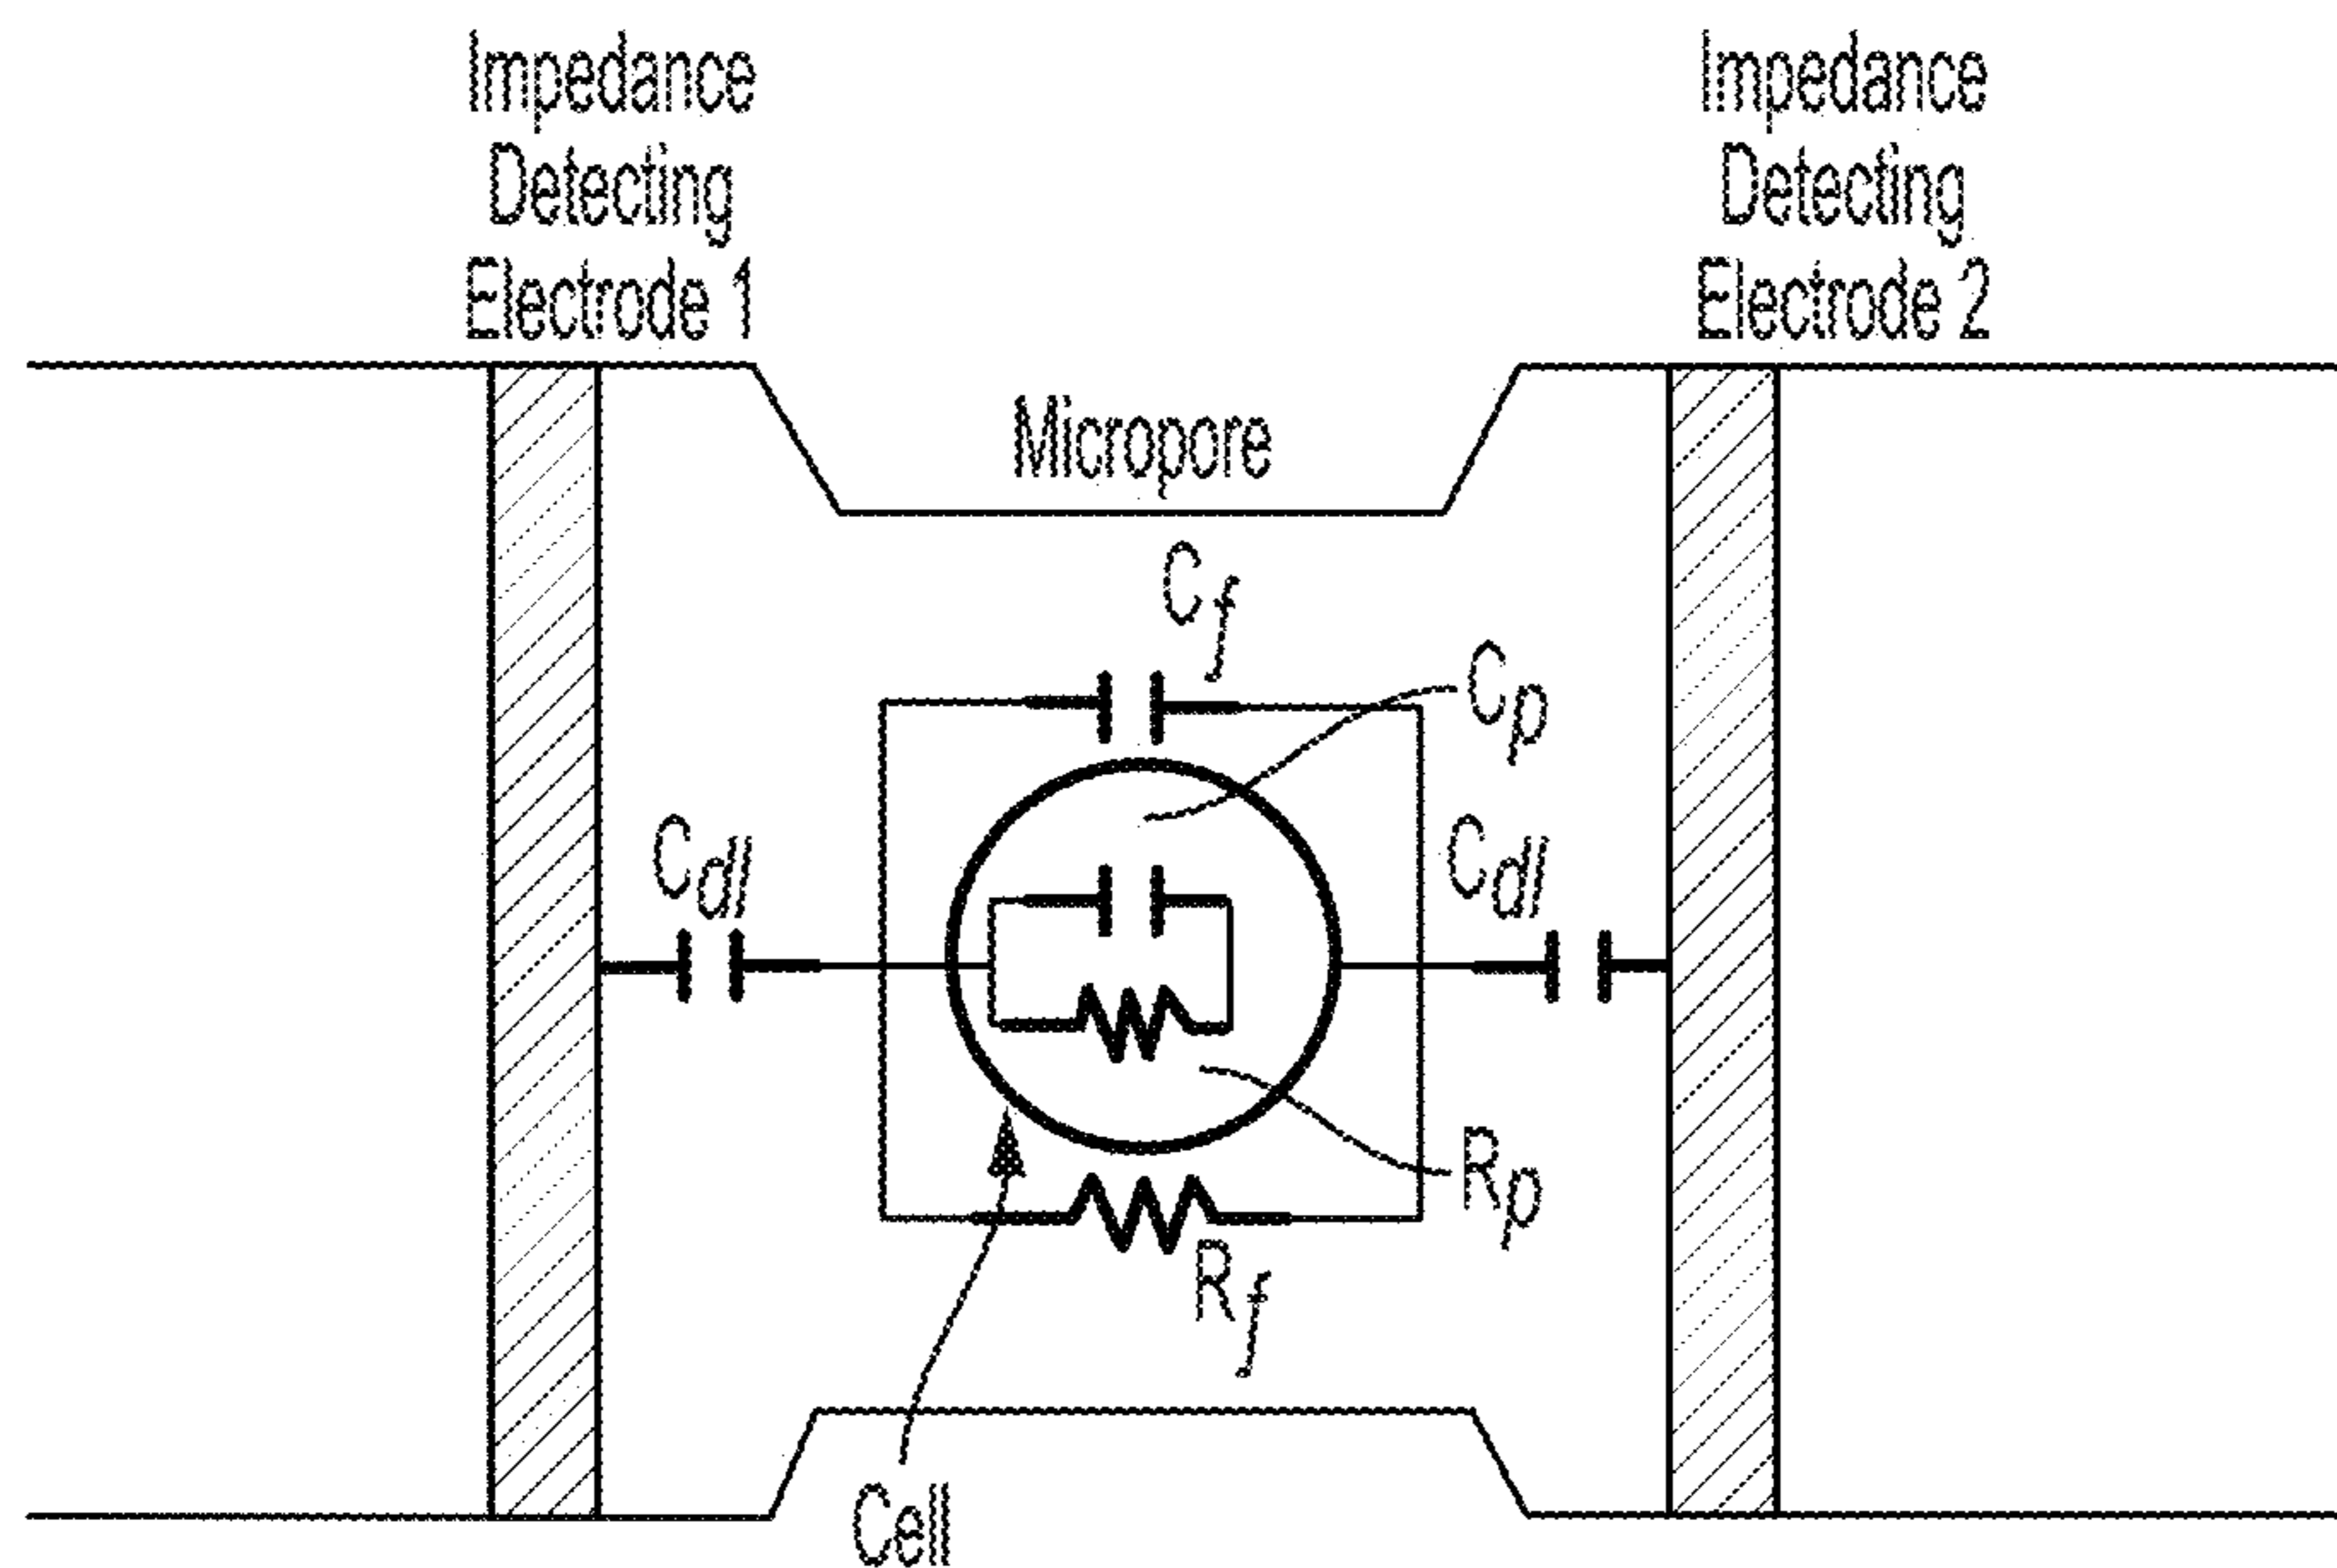 Impedance
Detecting
Electrode 1
Impedance
Detecting
Electrode 2
Micropore
Cf
Cp
Cdl
Cdl
Rp
Rf
Cell